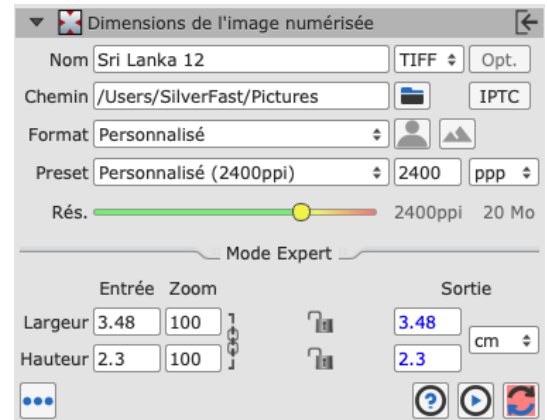 Dimensions de l'image numérisée
Nom Sri Lanka 12 TIFF Opt.
Chemin /Users/SilverFast/Pictures IPTC
Format Personnalisé
Preset Personnalisé (2400ppi) 2400 ppp
Rés. 2400ppi 20 Mo
Mode Expert
Entrée Zoom Sortie
Largeur 3.48 100 3.48
cm
Hauteur 2.3 100 2.3